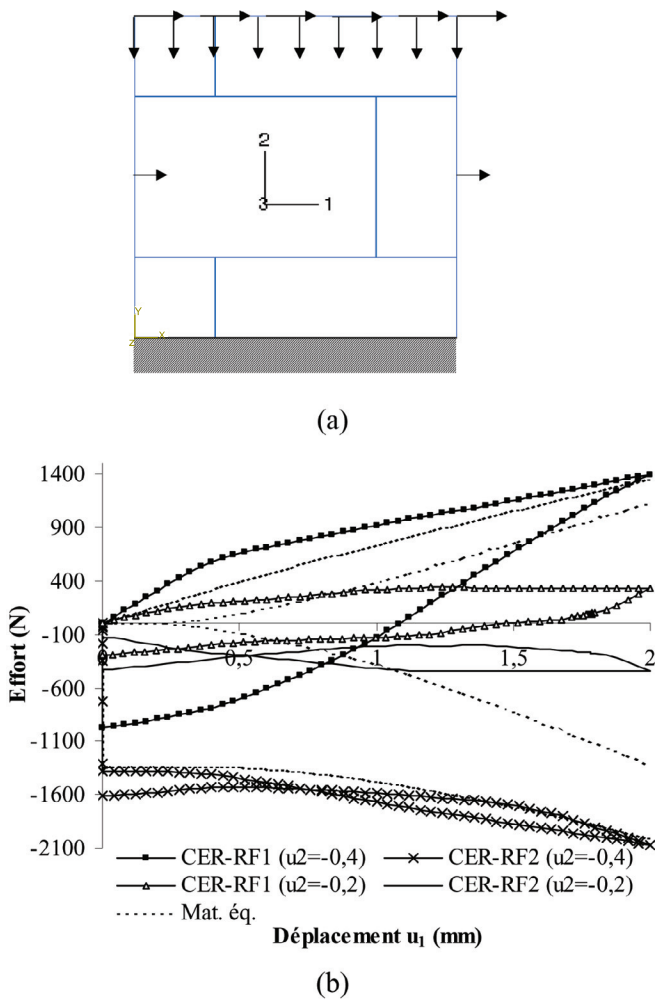 2
3 1
Y
Z X
(a)
1400
900
400
-100
-600
-1100
-1600
-2100
Effort (N)
0,5 1 1,5 2
CER-RF1 (u2=-0,4) CER-RF2 (u2=-0,4)
CER-RF1 (u2=-0,2) CER-RF2 (u2=-0,2)
Mat. éq.
Déplacement u1 (mm)
(b)